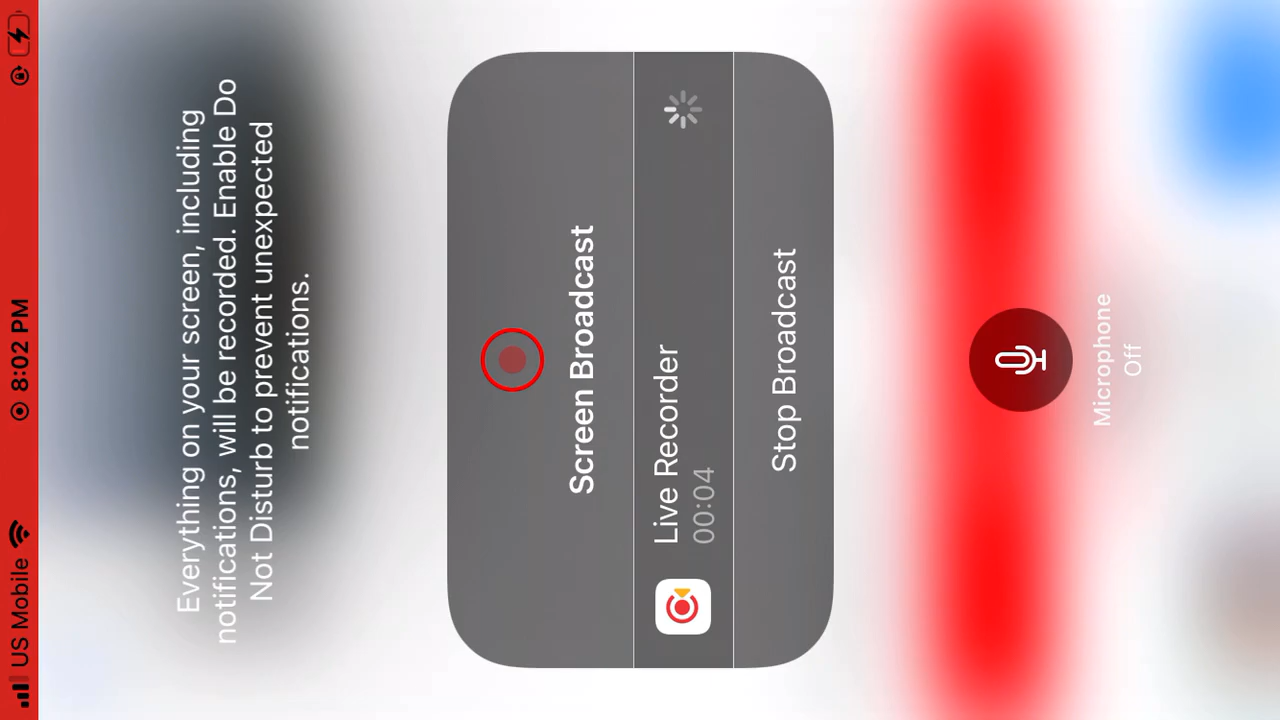 US Mobile 8:02 PM
Everything on your screen, including
notifications, will be recorded. Enable Do
Not Disturb to prevent unexpected
notifications.
Screen Broadcast
Live Recorder
00:04
Stop Broadcast
Microphone
Off